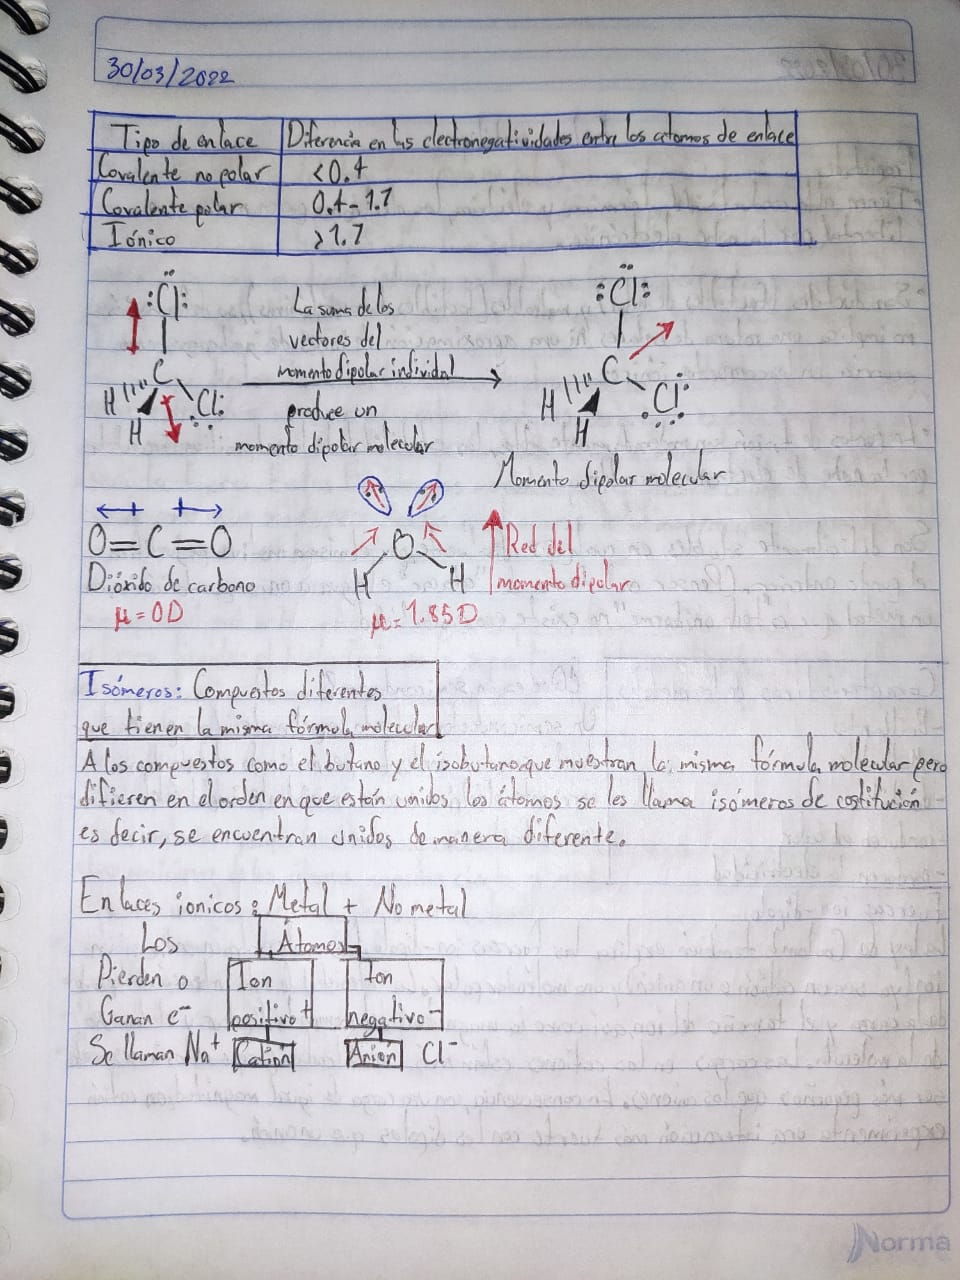 30/03/2022
Tipo de enlace Diferencia en las electronegatividades entre los atomos de enlace
Covalente no polar <0.4
Covalente polar 0.4-1.7
Iónico >1.7
:Cl:
C
H
H
Cl:
La suma de los
vectores del
momento dipolar individal
produce un
momento dipolar molecular
:Cl:
C
H
H
Cl:
Momento dipolar molecular
O=C=O
Dióxido de carbono
μ=0D
O
H H
μ=1.85D
Red del
momento dipolar
Isómeros: Compuestos diferentes
que tienen la misma fórmula molecular
A los compuestos como el butano y el isobutano que muestran la misma fórmula molecular pero
difieren en el orden en que están unidos los átomos se les llama isómeros de costitución
es decir, se encuentran unidos de manera diferente.
Enlaces ionicos: Metal + No metal
Los Átomos
Pierden o Ion Ion
Ganan e⁻ positivo+ negativo-
Se llaman Na⁺ Catión Anión Cl⁻
Norma